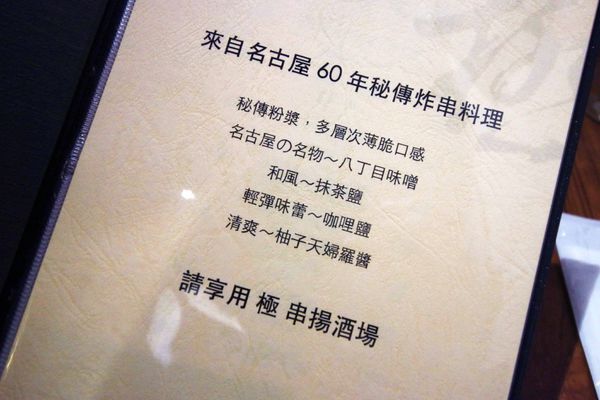 來自名古屋 60 年秘傳炸串料理
秘傳粉漿，多層次薄脆口感
名古屋の名物～八丁目味噌
和風～抹茶鹽
輕彈味蕾～咖哩鹽
清爽～柚子天婦羅醬
請享用 極 串揚酒場